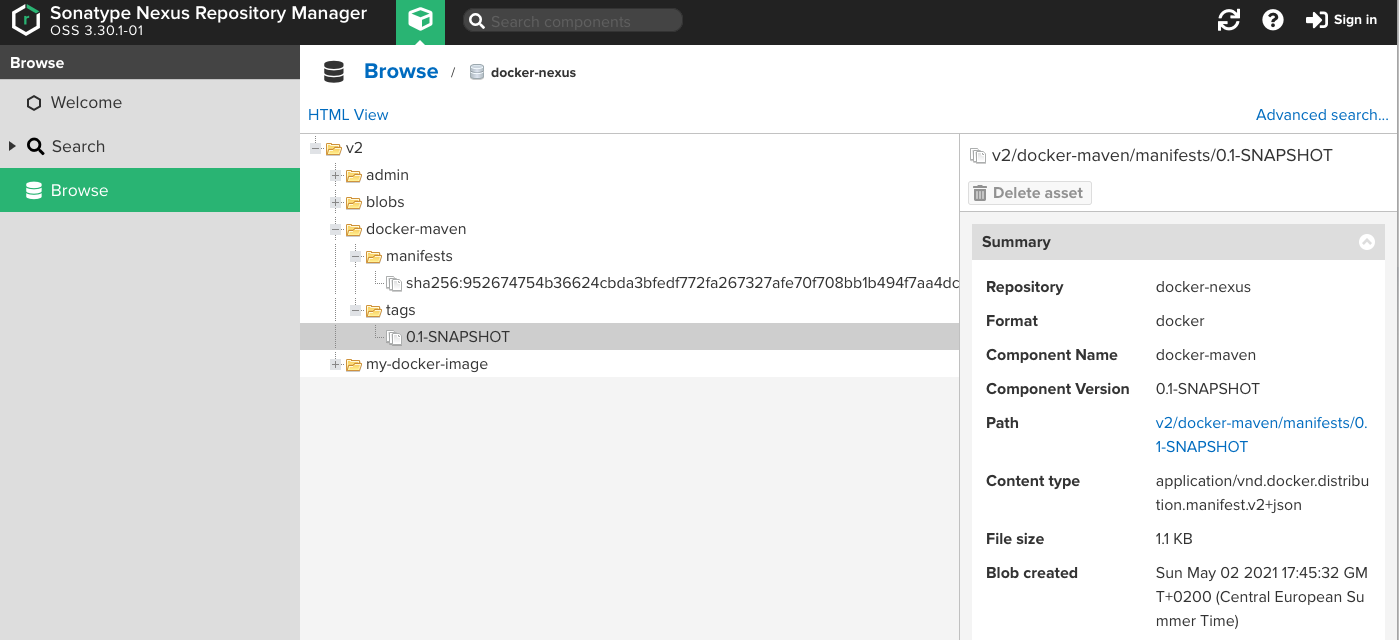 Sonatype Nexus Repository Manager
OSS 3.30.1-01
Search components
Sign in
Browse
Welcome
Search
Browse
Browse / docker-nexus
HTML View
Advanced search...
v2
admin
blobs
docker-maven
manifests
sha256:952674754b36624cbda3bfedf772fa267327afe70f708bb1b494f7aa4dc
tags
0.1-SNAPSHOT
my-docker-image
v2/docker-maven/manifests/0.1-SNAPSHOT
Delete asset
Summary
Repository docker-nexus
Format docker
Component Name docker-maven
Component Version 0.1-SNAPSHOT
Path v2/docker-maven/manifests/0.
1-SNAPSHOT
Content type application/vnd.docker.distribu
tion.manifest.v2+json
File size 1.1 KB
Blob created Sun May 02 2021 17:45:32 GM
T+0200 (Central European Su
mmer Time)